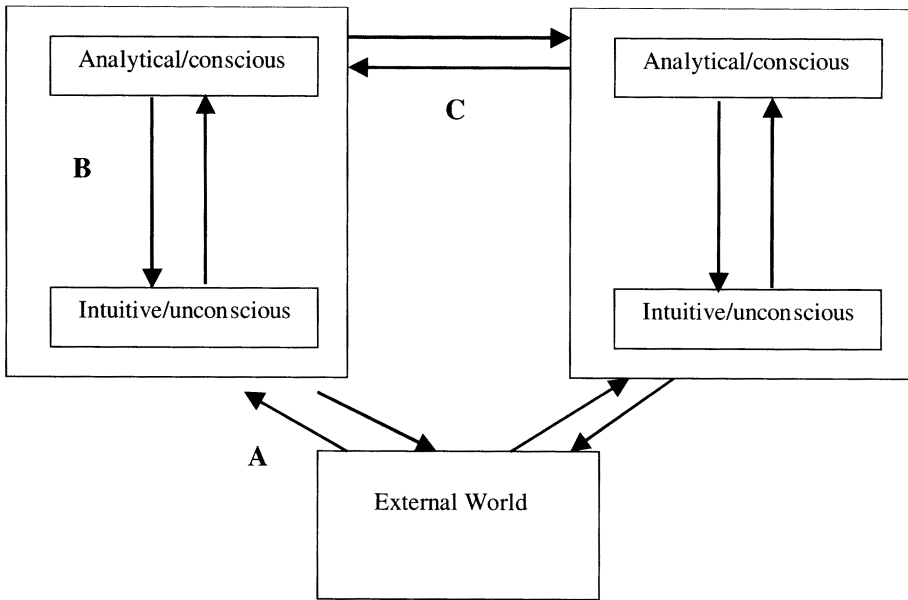 Analytical/conscious
Analytical/conscious
C
B
Intuitive/unconscious
Intuitive/unconscious
A
External World